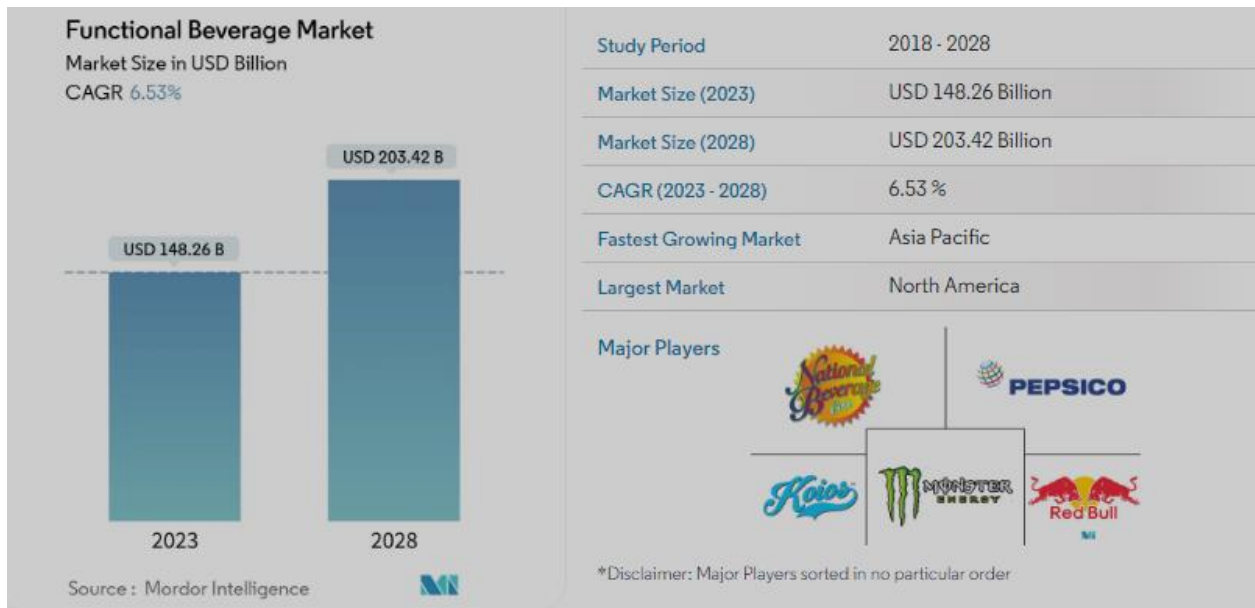 Functional Beverage Market
Market Size in USD Billion
CAGR 6.53%
USD 203.42 B
USD 148.26 B
2023
2028
Source : Mordor Intelligence
Study Period
2018 - 2028
Market Size (2023)
USD 148.26 Billion
Market Size (2028)
USD 203.42 Billion
CAGR (2023 - 2028)
6.53 %
Fastest Growing Market
Asia Pacific
Largest Market
North America
Major Players
National
Beverage
PEPSICO
Koios
MONSTER
ENERGY
Red Bull
*Disclaimer: Major Players sorted in no particular order